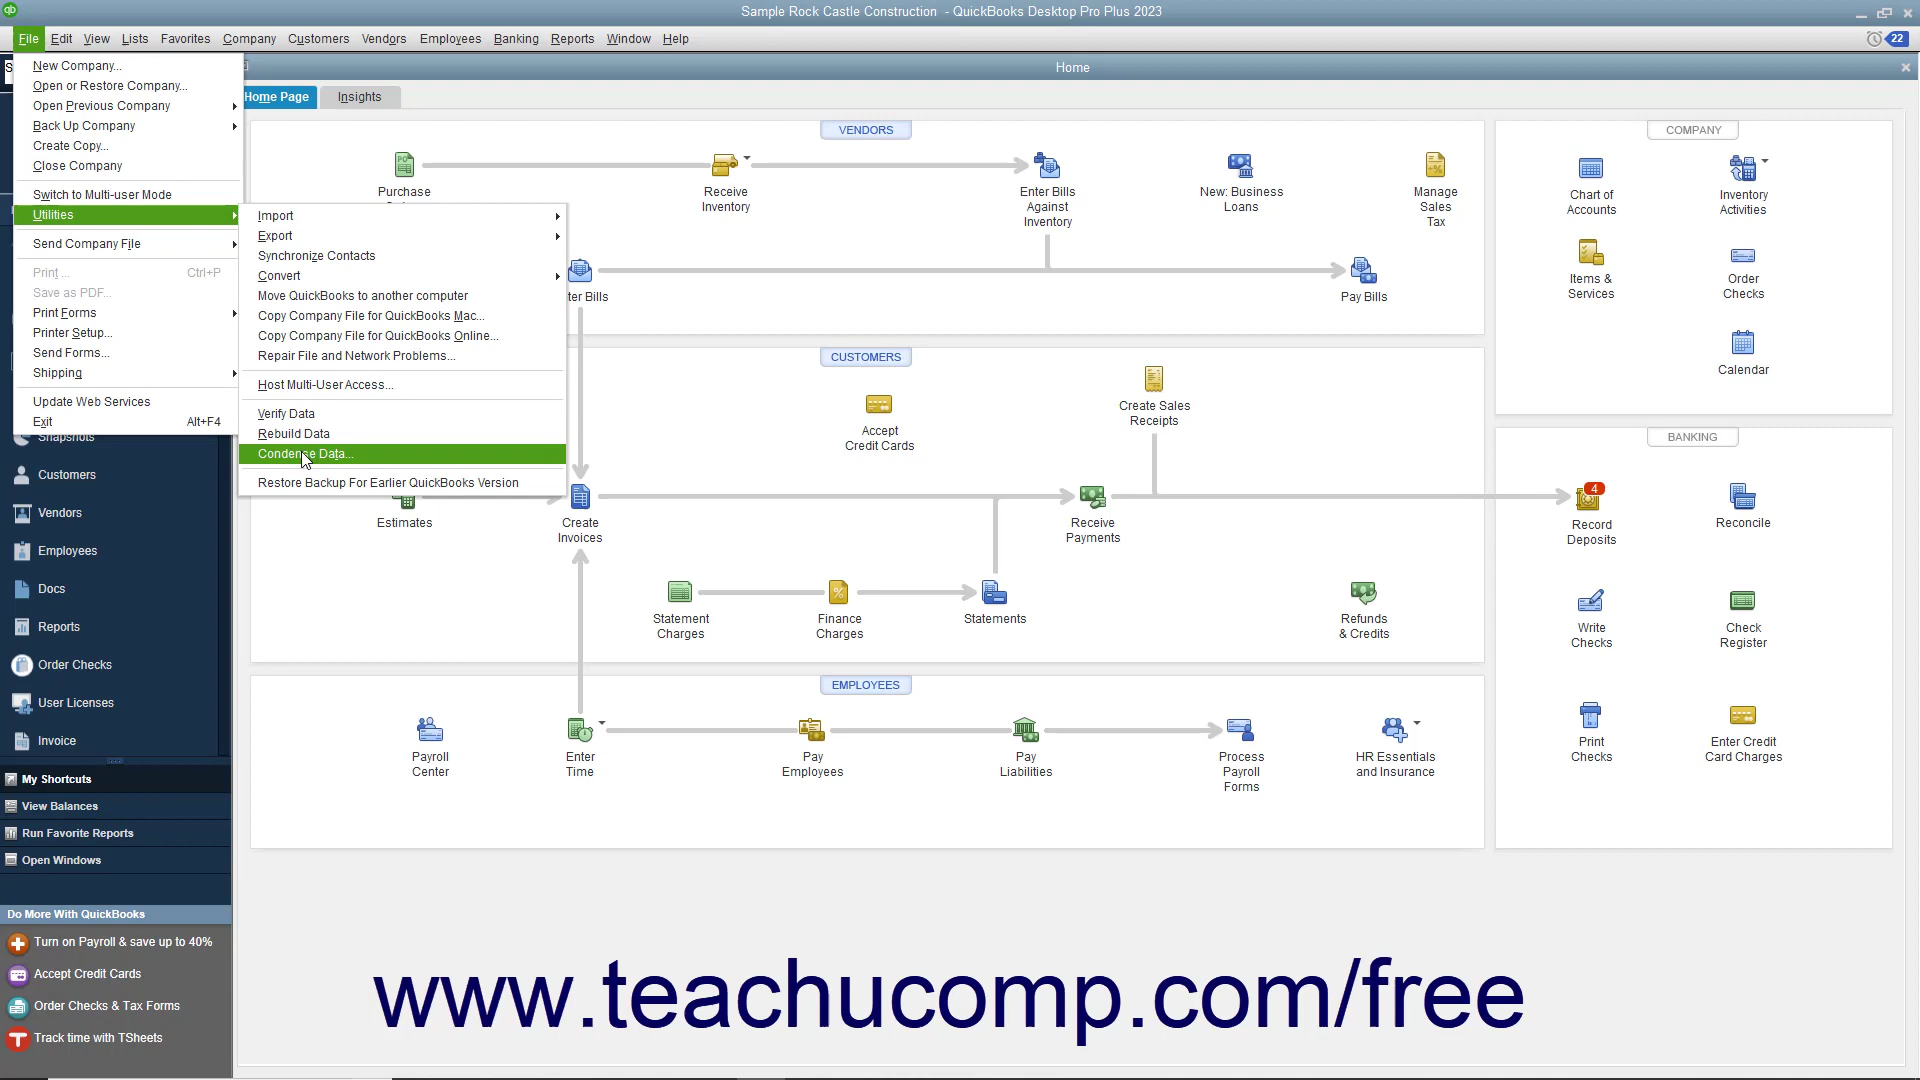 Sample Rock Castle Construction - QuickBooks Desktop Pro Plus 2023
File Edit View Lists Favorites Company Customers Vendors Employees Banking Reports Window Help
22
Home
New Company...
Open or Restore Company...
Open Previous Company
Back Up Company
Create Copy...
Close Company
Switch to Multi-user Mode
Utilities
Send Company File
Print ... Ctrl+P
Save as PDF...
Print Forms
Printer Setup...
Send Forms...
Shipping
Update Web Services
Exit Alt+F4
Import
Export
Synchronize Contacts
Convert
Move QuickBooks to another computer
Copy Company File for QuickBooks Mac...
Copy Company File for QuickBooks Online...
Repair File and Network Problems...
Host Multi-User Access...
Verify Data
Rebuild Data
Condense Data...
Restore Backup For Earlier QuickBooks Version
Home Page Insights
VENDORS
Purchase
Receive
Inventory
Enter Bills
Against
Inventory
New: Business
Loans
Manage
Sales
Tax
ter Bills
Pay Bills
CUSTOMERS
Accept
Credit Cards
Create Sales
Receipts
Estimates
Create
Invoices
Receive
Payments
Statement
Charges
Finance
Charges
Statements
Refunds
& Credits
EMPLOYEES
Payroll
Center
Enter
Time
Pay
Employees
Pay
Liabilities
Process
Payroll
Forms
HR Essentials
and Insurance
COMPANY
Chart of
Accounts
Inventory
Activities
Items &
Services
Order
Checks
Calendar
BANKING
4
Record
Deposits
Reconcile
Write
Checks
Check
Register
Print
Checks
Enter Credit
Card Charges
Snapshots
Customers
Vendors
Employees
Docs
Reports
Order Checks
User Licenses
Invoice
My Shortcuts
View Balances
Run Favorite Reports
Open Windows
Do More With QuickBooks
Turn on Payroll & save up to 40%
Accept Credit Cards
Order Checks & Tax Forms
Track time with TSheets
www.teachucomp.com/free